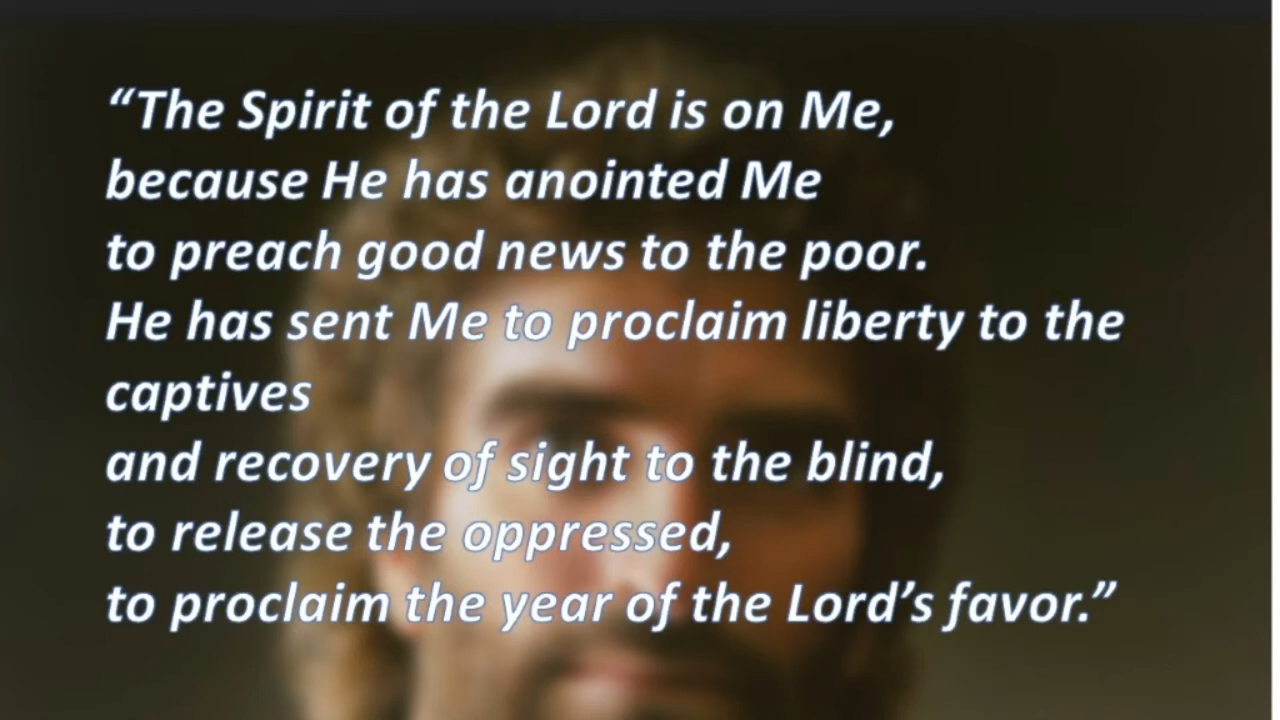 “The Spirit of the Lord is on Me,
because He has anointed Me
to preach good news to the poor.
He has sent Me to proclaim liberty to the
captives
and recovery of sight to the blind,
to release the oppressed,
to proclaim the year of the Lord’s favor.”